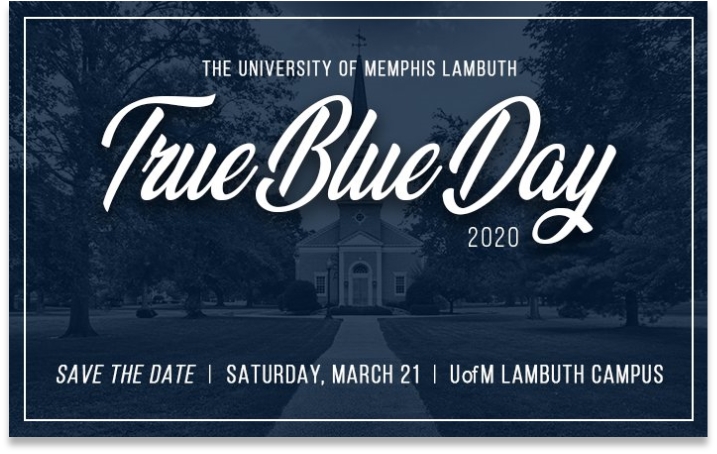 THE UNIVERSITY OF MEMPHIS LAMBUTH
True Blue Day
2020
SAVE THE DATE | SATURDAY, MARCH 21 | UofM LAMBUTH CAMPUS